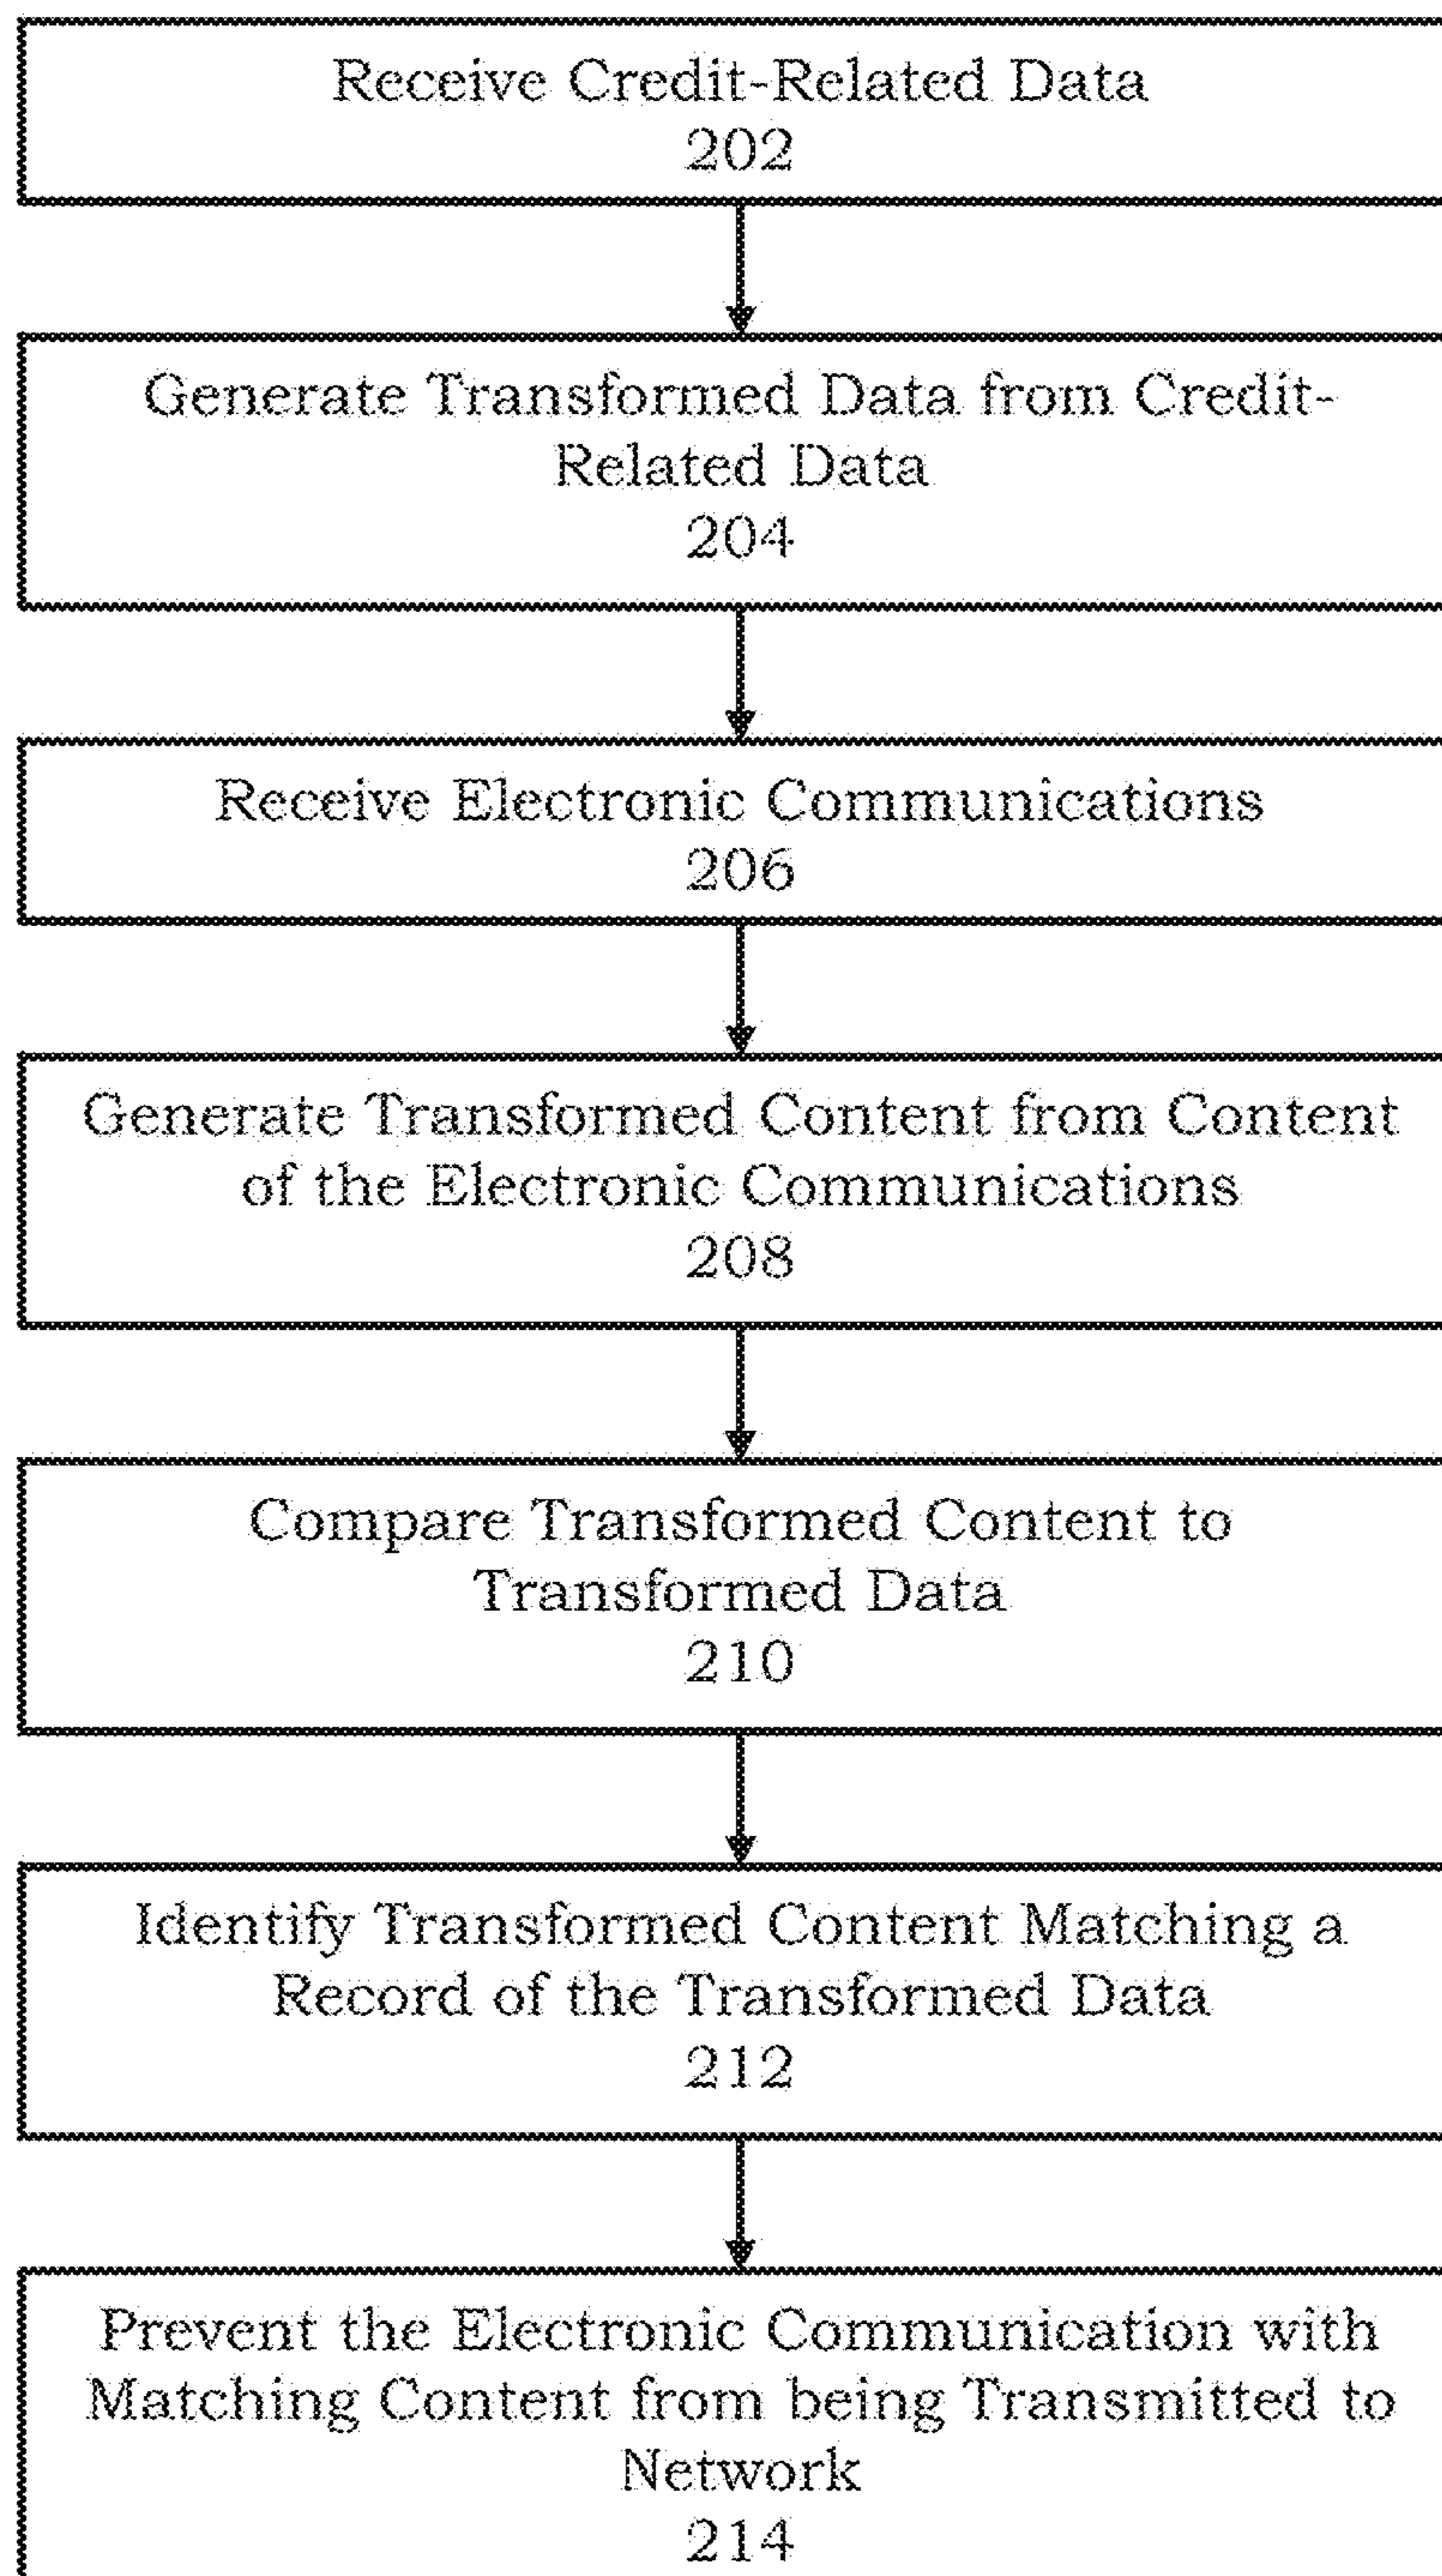 Receive Credit-Related Data
202
Generate Transformed Data from Credit-
Related Data
204
Receive Electronic Communications
206
Generate Transformed Content from Content
of the Electronic Communications
208
Compare Transformed Content to
Transformed Data
210
Identify Transformed Content Matching a
Record of the Transformed Data
212
Prevent the Electronic Communication with
Matching Content from being Transmitted to
Network
214